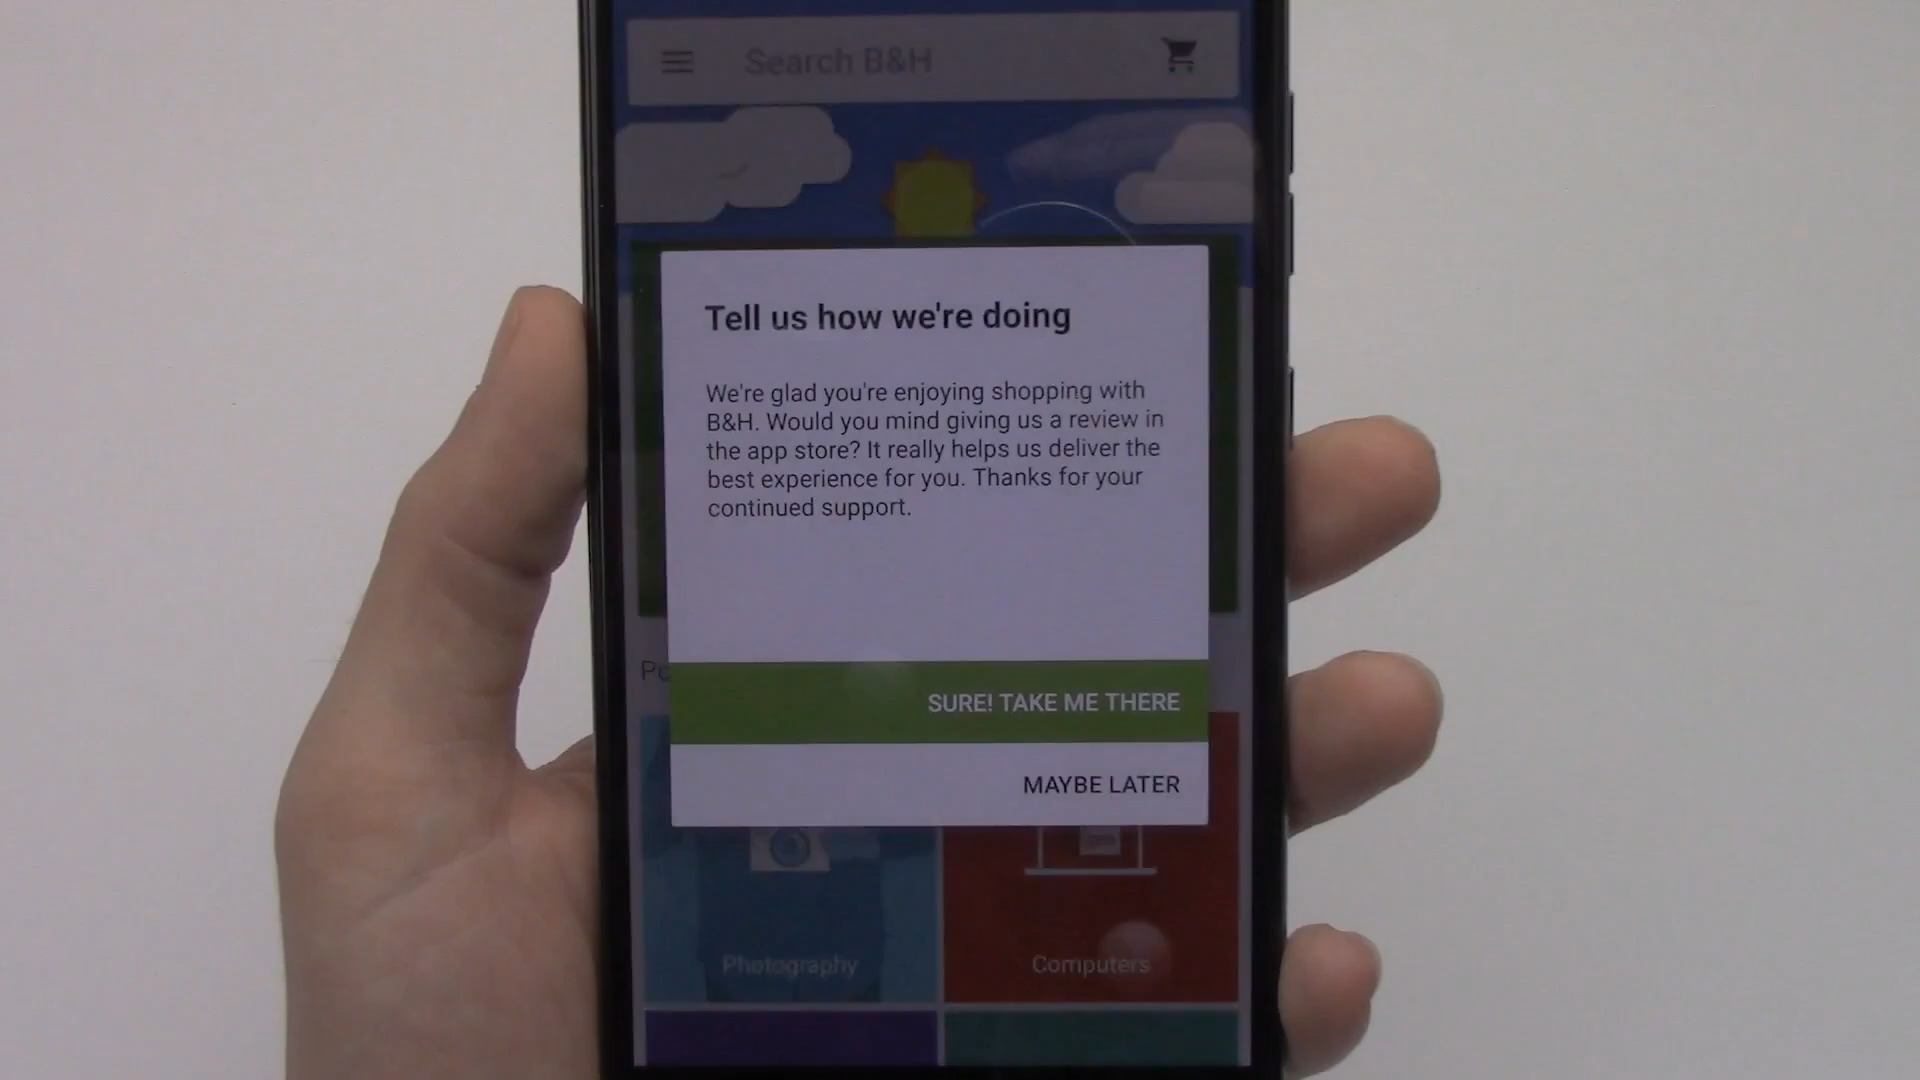 Search B&H
Tell us how we're doing
We're glad you're enjoying shopping with
B&H. Would you mind giving us a review in
the app store? It really helps us deliver the
best experience for you. Thanks for your
continued support.
SURE! TAKE ME THERE
MAYBE LATER
Photography
Computers